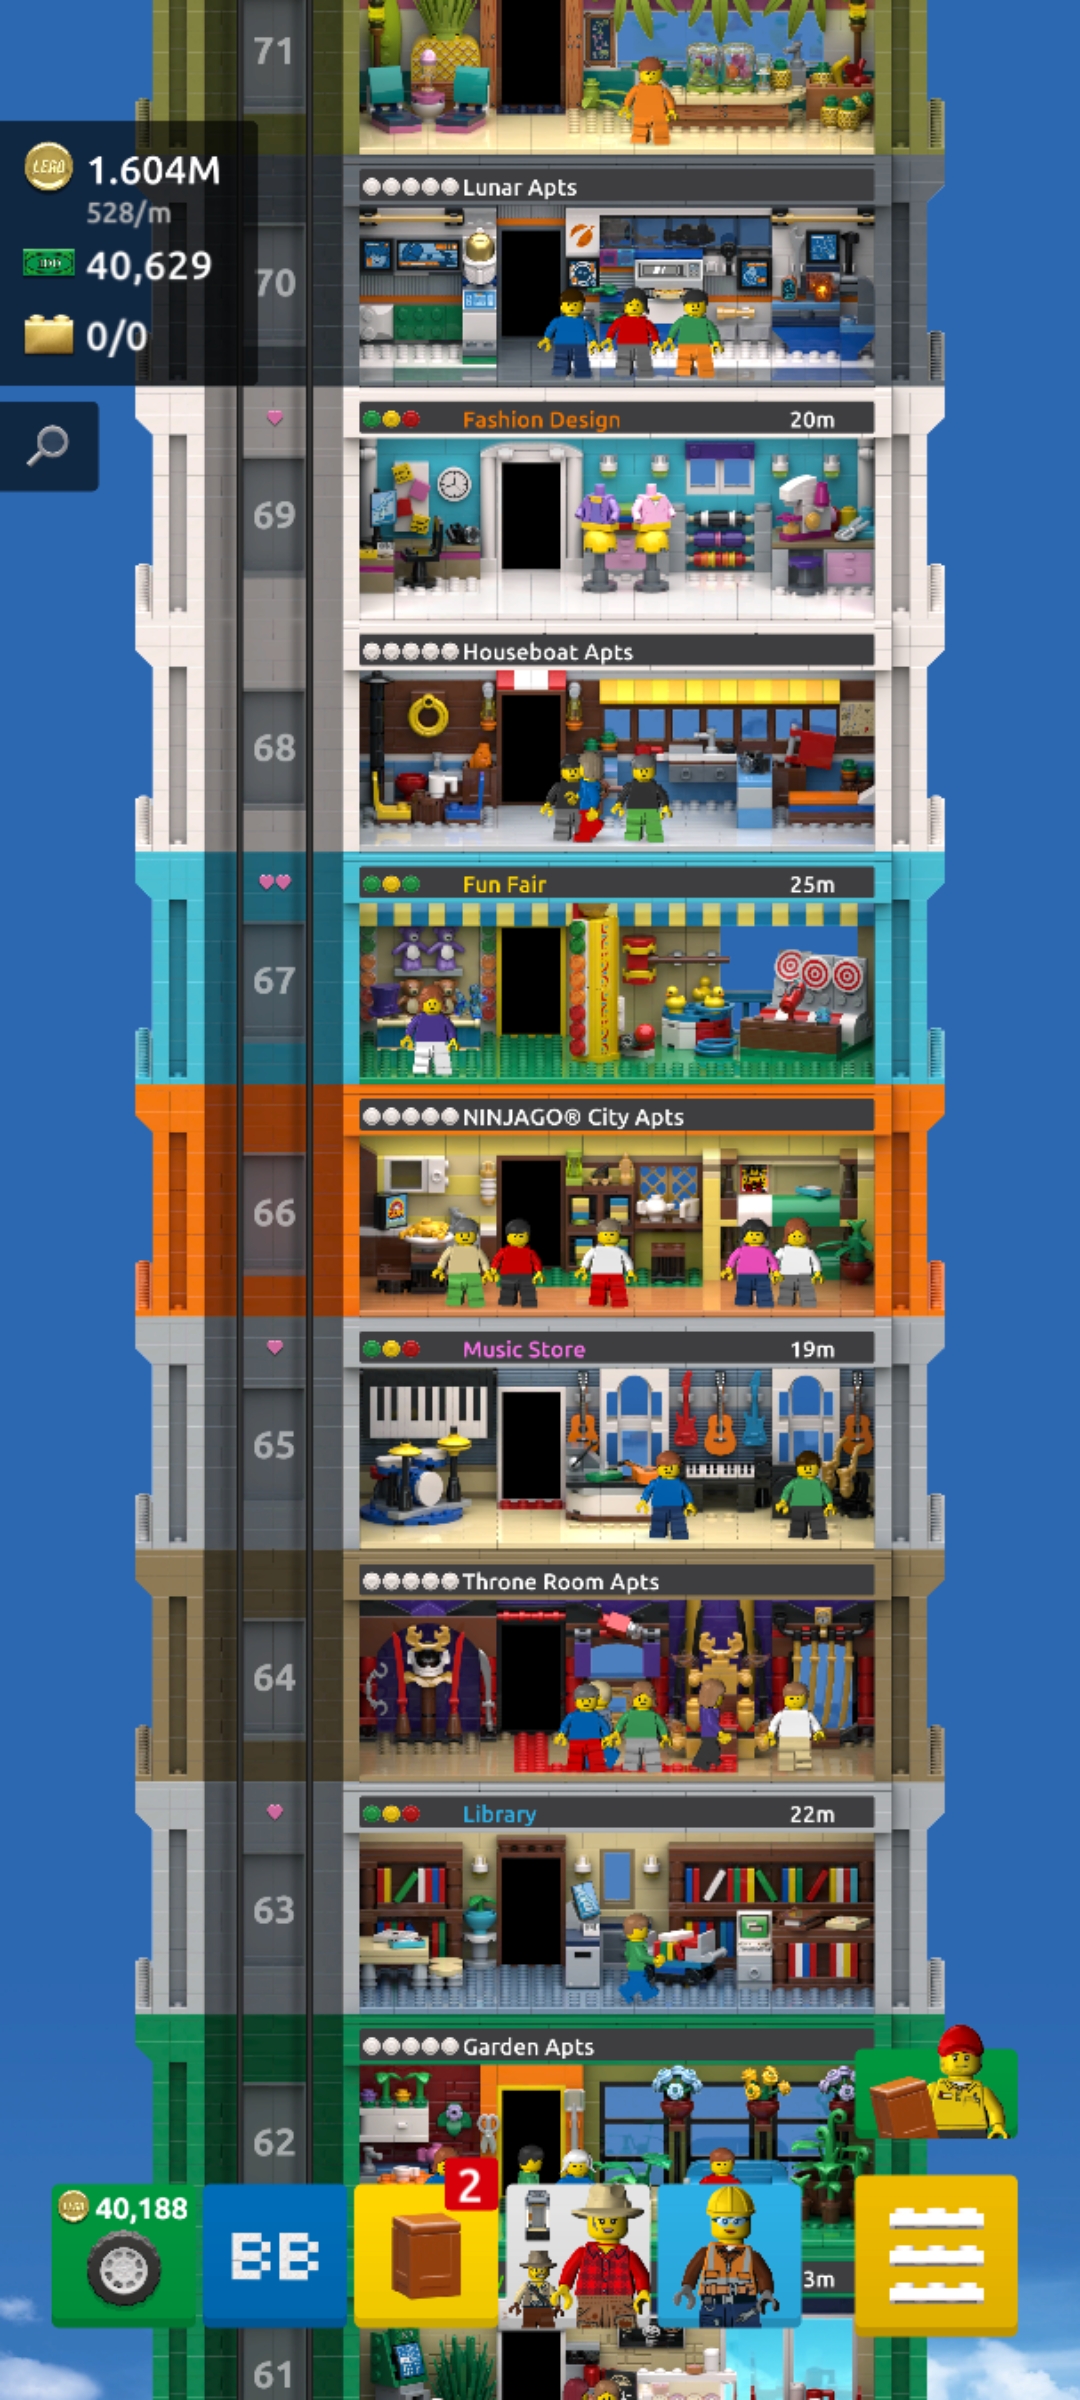 71
LEGO 1.604M
528/m
40,629
0/0
Lunar Apts
70
Fashion Design 20m
69
Houseboat Apts
68
Fun Fair 25m
67
NINJAGO® City Apts
66
Music Store 19m
65
Throne Room Apts
64
Library 22m
63
Garden Apts
62
2
40,188
BB
3m
61